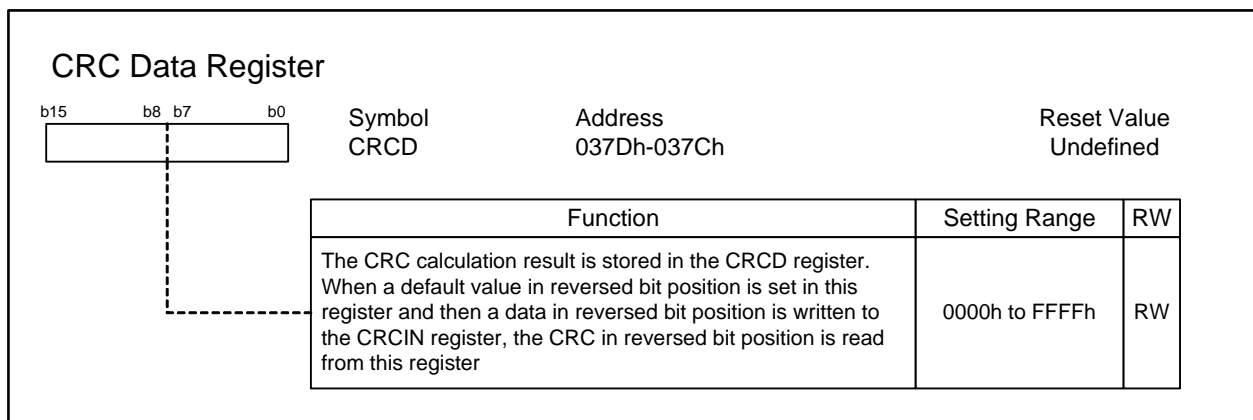 CRC Data Register
b15 b8 b7 b0
Symbol Address Reset Value
CRCD 037Dh-037Ch Undefined
Function Setting Range RW
The CRC calculation result is stored in the CRCD register.
When a default value in reversed bit position is set in this
register and then a data in reversed bit position is written to
the CRCIN register, the CRC in reversed bit position is read
from this register
0000h to FFFFh RW